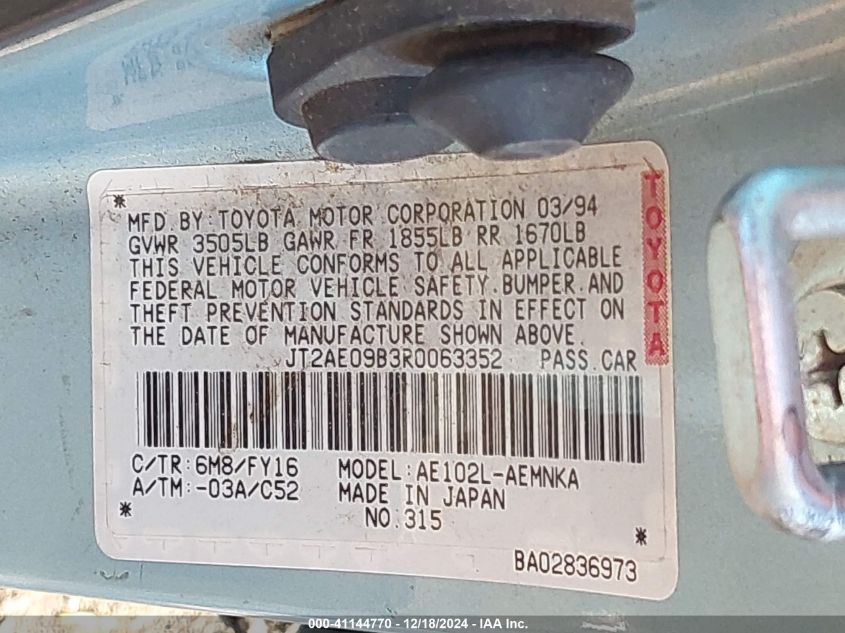 MFD. BY: TOYOTA MOTOR CORPORATION 03/94
GVWR 3505LB GAWR FR 1855LB RR 1670LB
THIS VEHICLE CONFORMS TO ALL APPLICABLE
FEDERAL MOTOR VEHICLE SAFETY. BUMPER. AND
THEFT PREVENTION STANDARDS IN EFFECT ON
THE DATE OF MANUFACTURE SHOWN ABOVE.
JT2AE09B3R0063352 PASS. CAR
TOYOTA
C/TR: 6M8/FY16 MODEL: AE102L-AEMNKA
A/TM: -03A/C52 MADE IN JAPAN
NO. 315
BA02836973
000-41144770 - 12/18/2024 - IAA Inc.